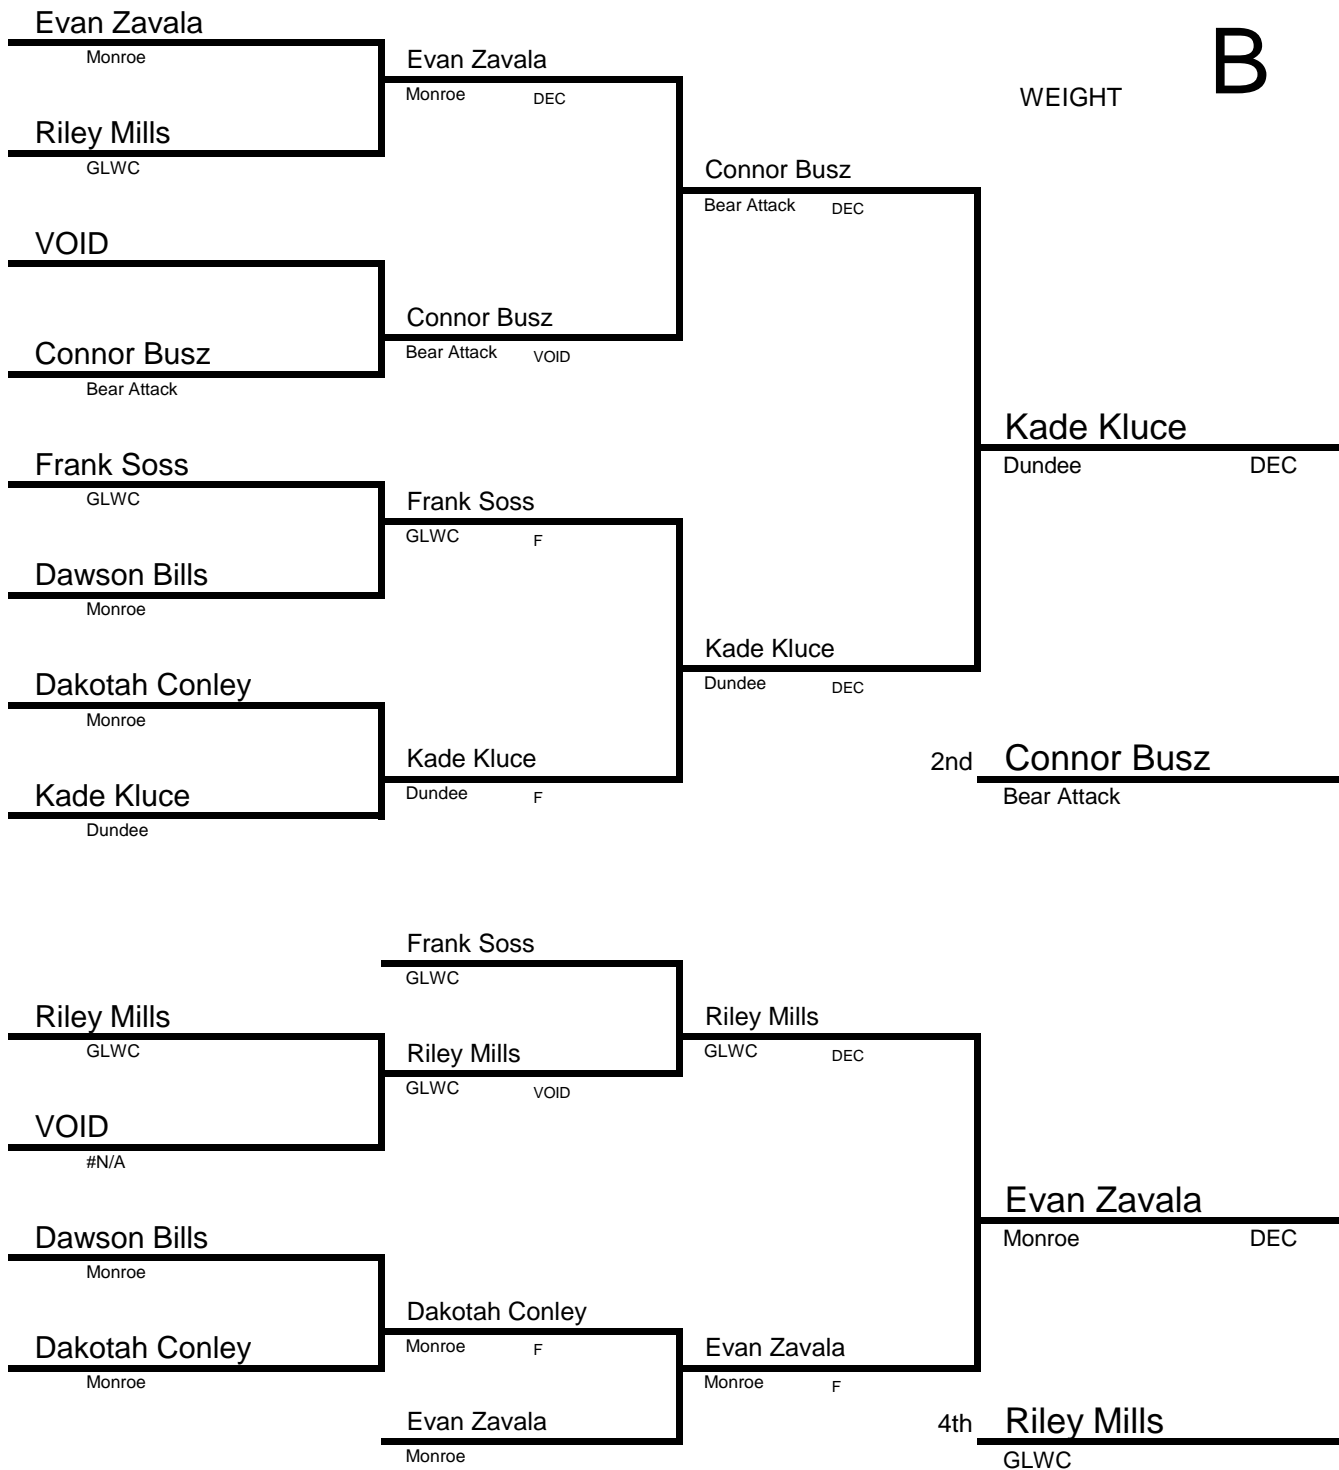 Evan Zavala
Monroe
Evan Zavala
Monroe DEC
WEIGHT B
Riley Mills
GLWC
Connor Busz
Bear Attack DEC
VOID
Connor Busz
Bear Attack VOID
Connor Busz
Bear Attack
Kade Kluce
Dundee DEC
Frank Soss
GLWC
Frank Soss
GLWC F
Dawson Bills
Monroe
Kade Kluce
Dundee DEC
Dakotah Conley
Monroe
Kade Kluce
Dundee F
2nd Connor Busz
Bear Attack
Kade Kluce
Dundee
Frank Soss
GLWC
Riley Mills
GLWC
Riley Mills
GLWC DEC
Riley Mills
GLWC VOID
VOID
#N/A
Evan Zavala
Monroe DEC
Dawson Bills
Monroe
Dakotah Conley
Monroe F
Dakotah Conley
Monroe
Evan Zavala
Monroe F
Evan Zavala
Monroe
4th Riley Mills
GLWC